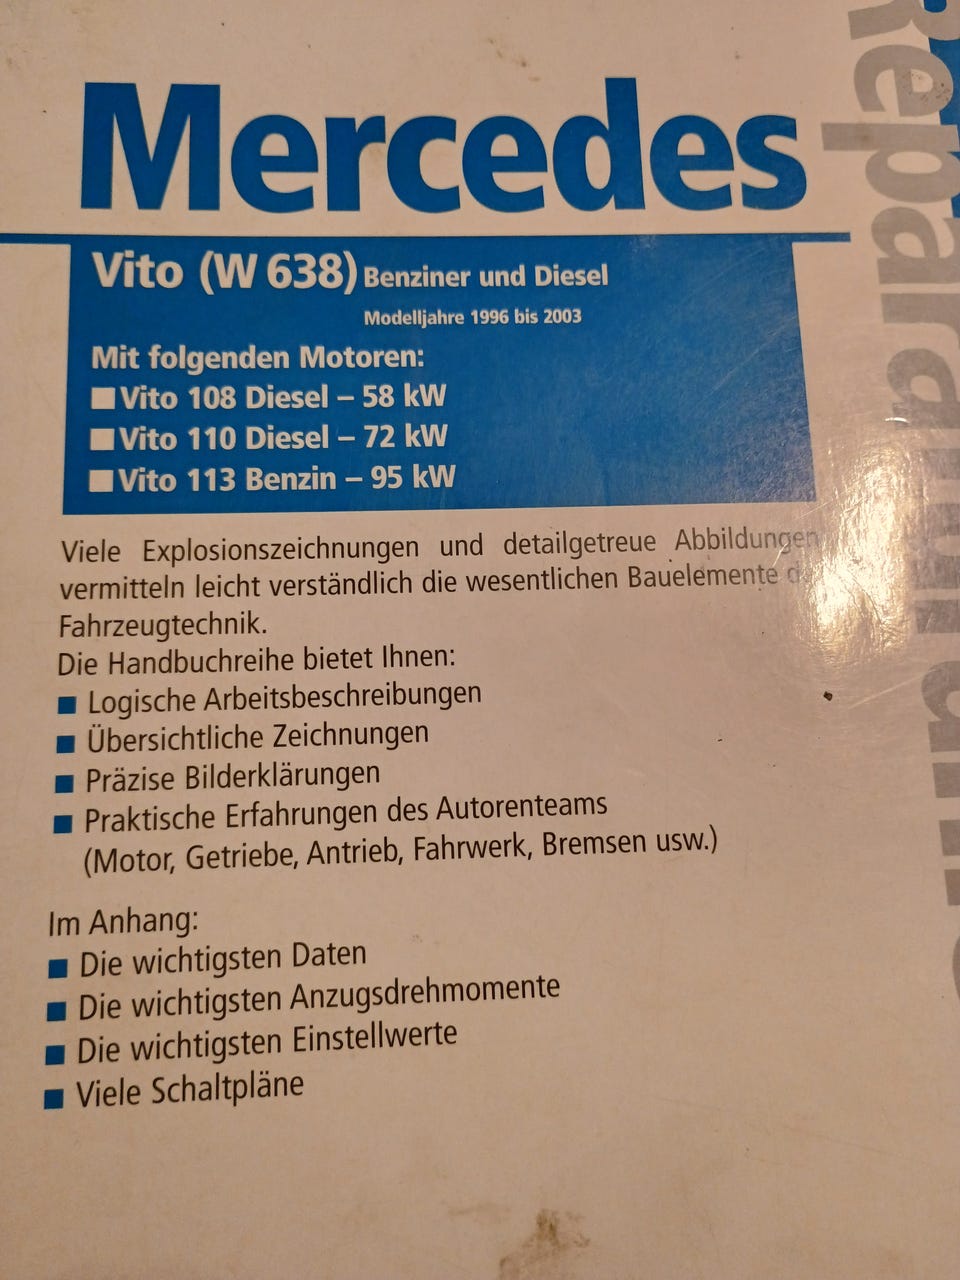 Mercedes
Vito (W 638) Benziner und Diesel
Modelljahre 1996 bis 2003
Mit folgenden Motoren:
Vito 108 Diesel – 58 kW
Vito 110 Diesel – 72 kW
Vito 113 Benzin – 95 kW
Viele Explosionszeichnungen und detailgetreue Abbildungen
vermitteln leicht verständlich die wesentlichen Bauelemente
Fahrzeugtechnik.
Die Handbuchreihe bietet Ihnen:
Logische Arbeitsbeschreibungen
Übersichtliche Zeichnungen
Präzise Bilderklärungen
Praktische Erfahrungen des Autorenteams
(Motor, Getriebe, Antrieb, Fahrwerk, Bremsen usw.)
Im Anhang:
Die wichtigsten Daten
Die wichtigsten Anzugsdrehmomente
Die wichtigsten Einstellwerte
Viele Schaltpläne